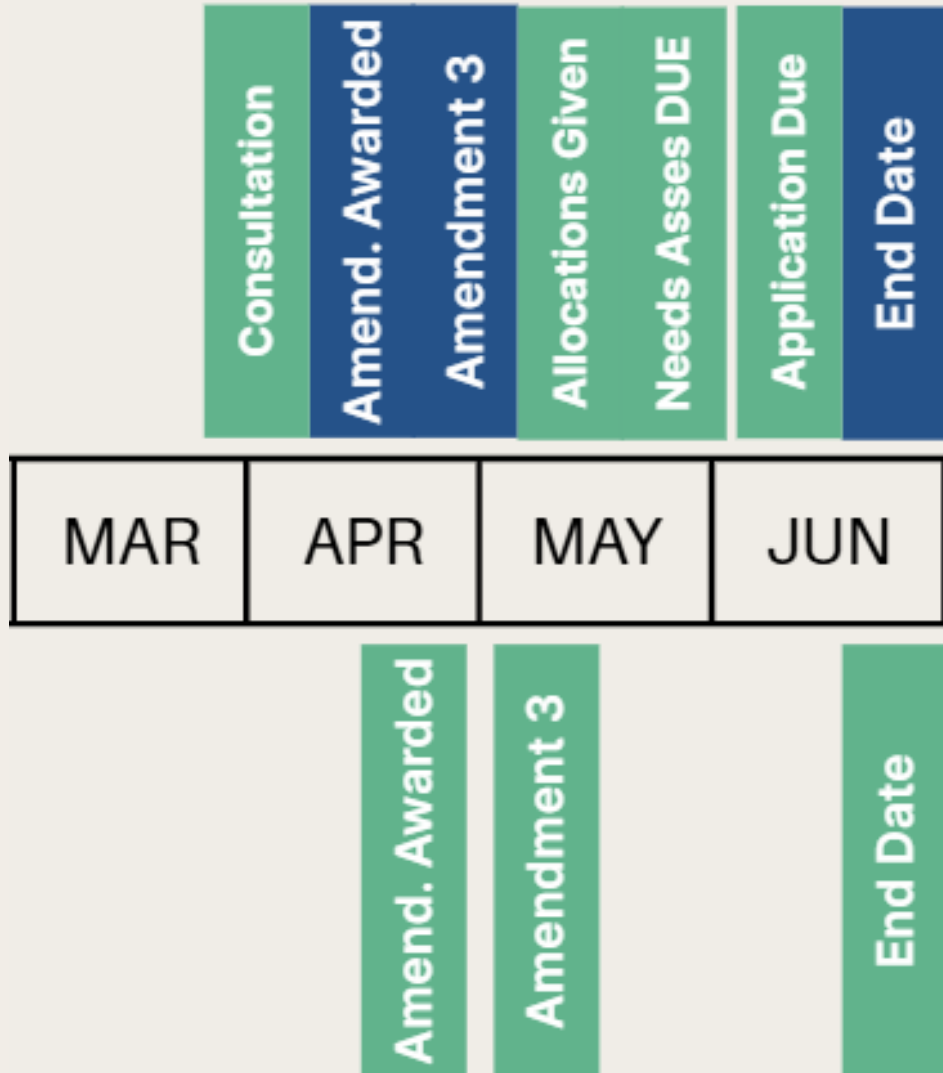 Consultation
Amend. Awarded
Amendment 3
Allocations Given
Needs Asses DUE
Application Due
End Date
MAR
APR
MAY
JUN
Amend. Awarded
Amendment 3
End Date